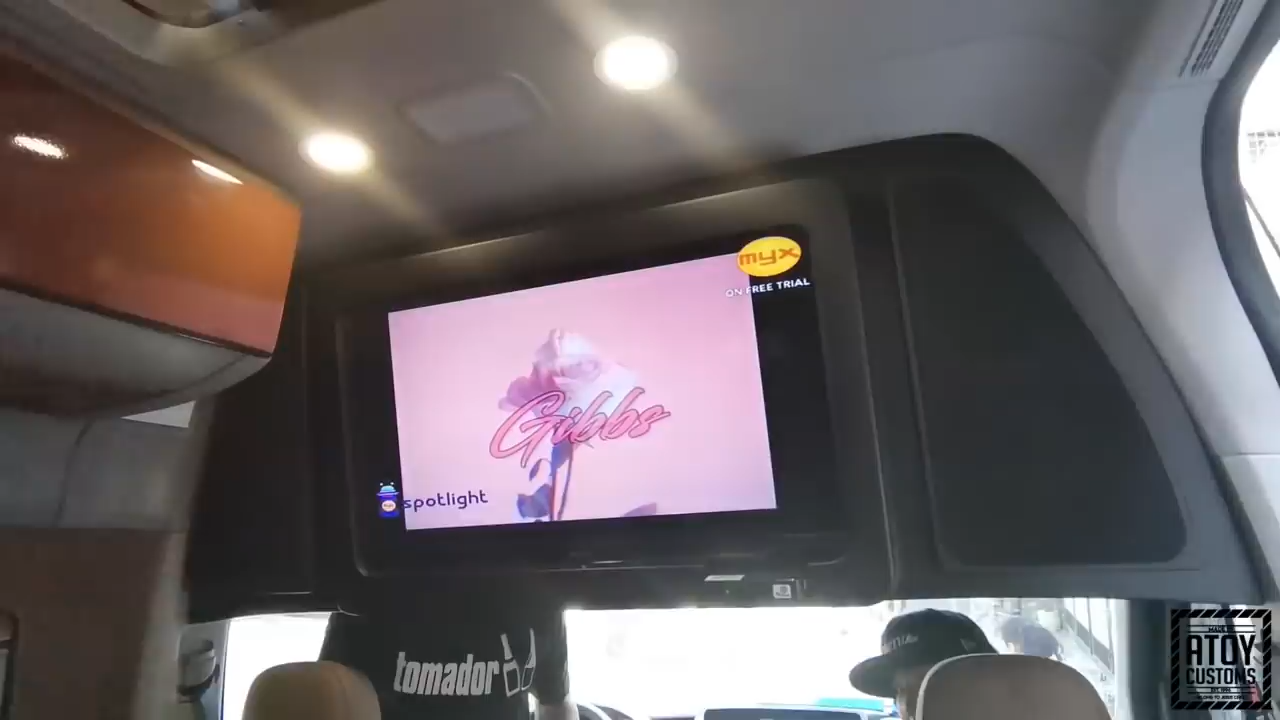 myx
ON FREE TRIAL
Gibbs
spotlight
tomador
ATOY
CUSTOMS